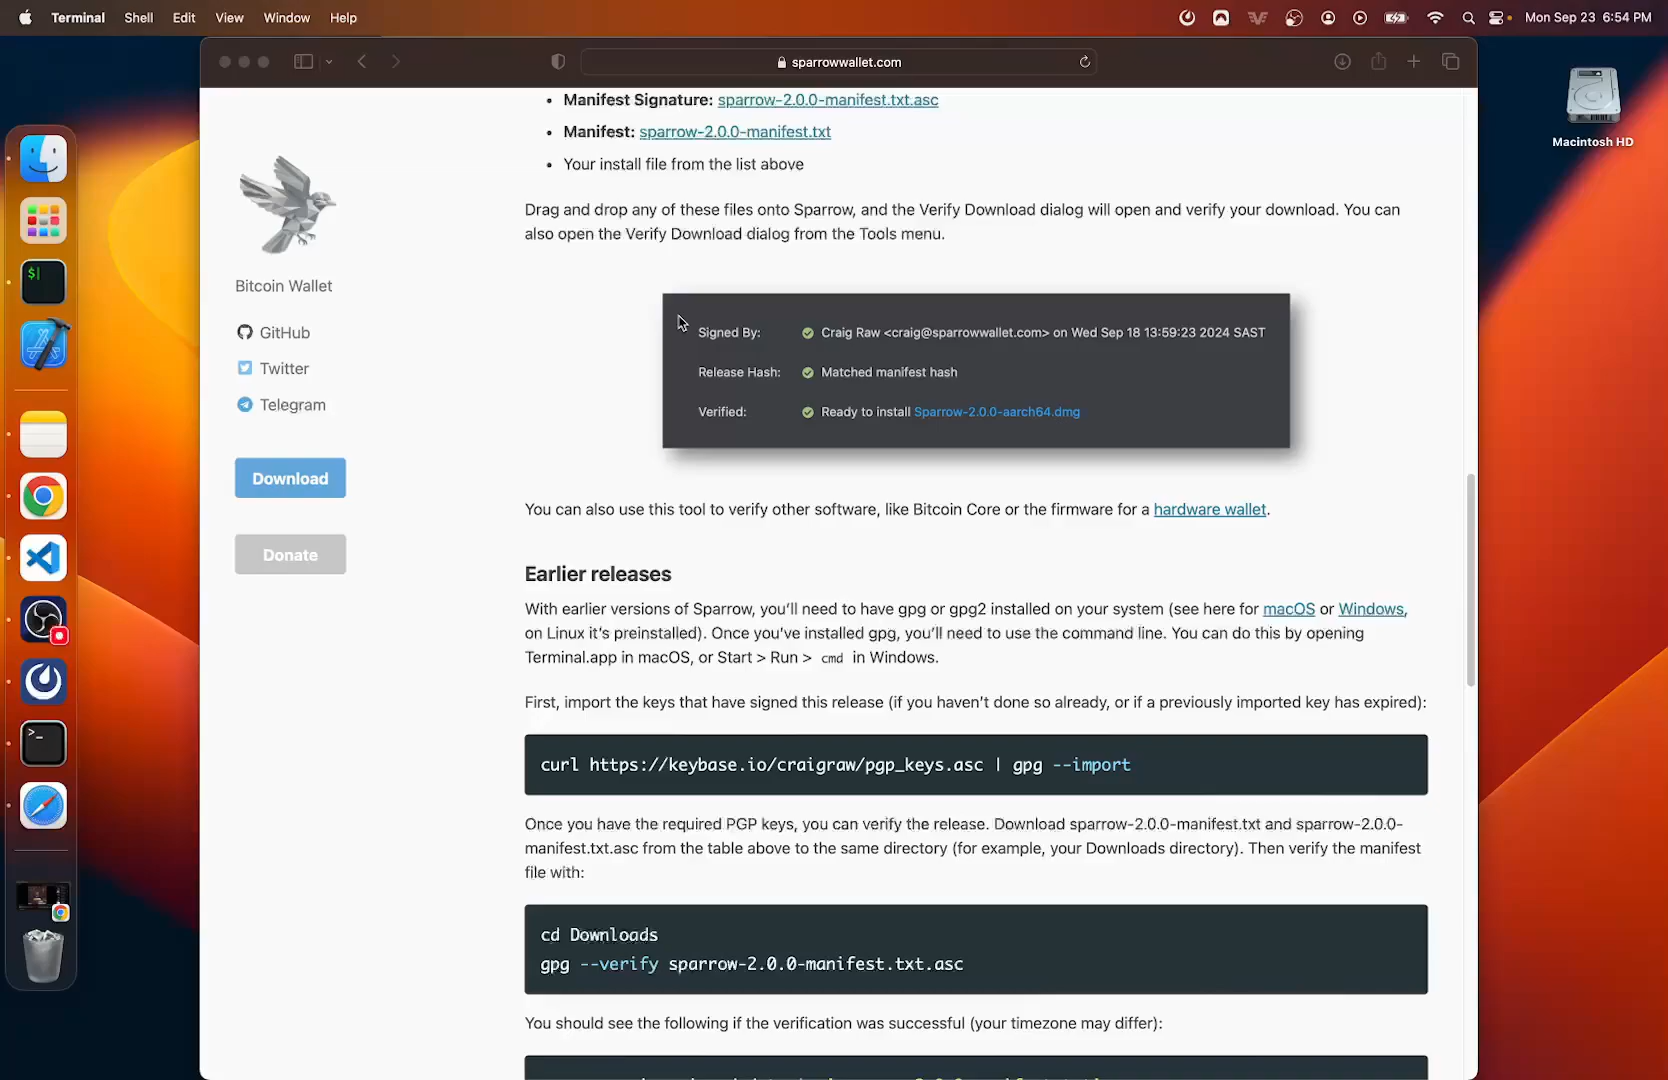 Terminal Shell Edit View Window Help
Mon Sep 23 6:54 PM
sparrowwallet.com
Macintosh HD
Bitcoin Wallet
GitHub
Twitter
Telegram
Download
Donate
• Manifest Signature: sparrow-2.0.0-manifest.txt.asc
• Manifest: sparrow-2.0.0-manifest.txt
• Your install file from the list above
Drag and drop any of these files onto Sparrow, and the Verify Download dialog will open and verify your download. You can
also open the Verify Download dialog from the Tools menu.
Signed By: Craig Raw <craig@sparrowwallet.com> on Wed Sep 18 13:59:23 2024 SAST
Release Hash: Matched manifest hash
Verified: Ready to install Sparrow-2.0.0-aarch64.dmg
You can also use this tool to verify other software, like Bitcoin Core or the firmware for a hardware wallet.
Earlier releases
With earlier versions of Sparrow, you'll need to have gpg or gpg2 installed on your system (see here for macOS or Windows,
on Linux it's preinstalled). Once you've installed gpg, you'll need to use the command line. You can do this by opening
Terminal.app in macOS, or Start > Run > cmd in Windows.
First, import the keys that have signed this release (if you haven't done so already, or if a previously imported key has expired):
curl https://keybase.io/craigraw/pgp_keys.asc | gpg --import
Once you have the required PGP keys, you can verify the release. Download sparrow-2.0.0-manifest.txt and sparrow-2.0.0-
manifest.txt.asc from the table above to the same directory (for example, your Downloads directory). Then verify the manifest
file with:
cd Downloads
gpg --verify sparrow-2.0.0-manifest.txt.asc
You should see the following if the verification was successful (your timezone may differ):